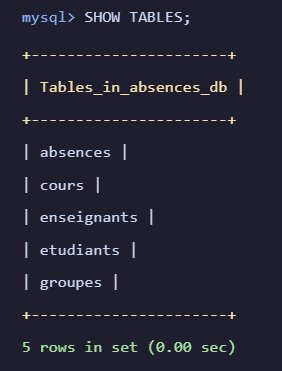 mysql> SHOW TABLES;
+----------------------+
| Tables_in_absences_db |
+----------------------+
| absences |
| cours |
| enseignants |
| etudiants |
| groupes |
+----------------------+
5 rows in set (0.00 sec)